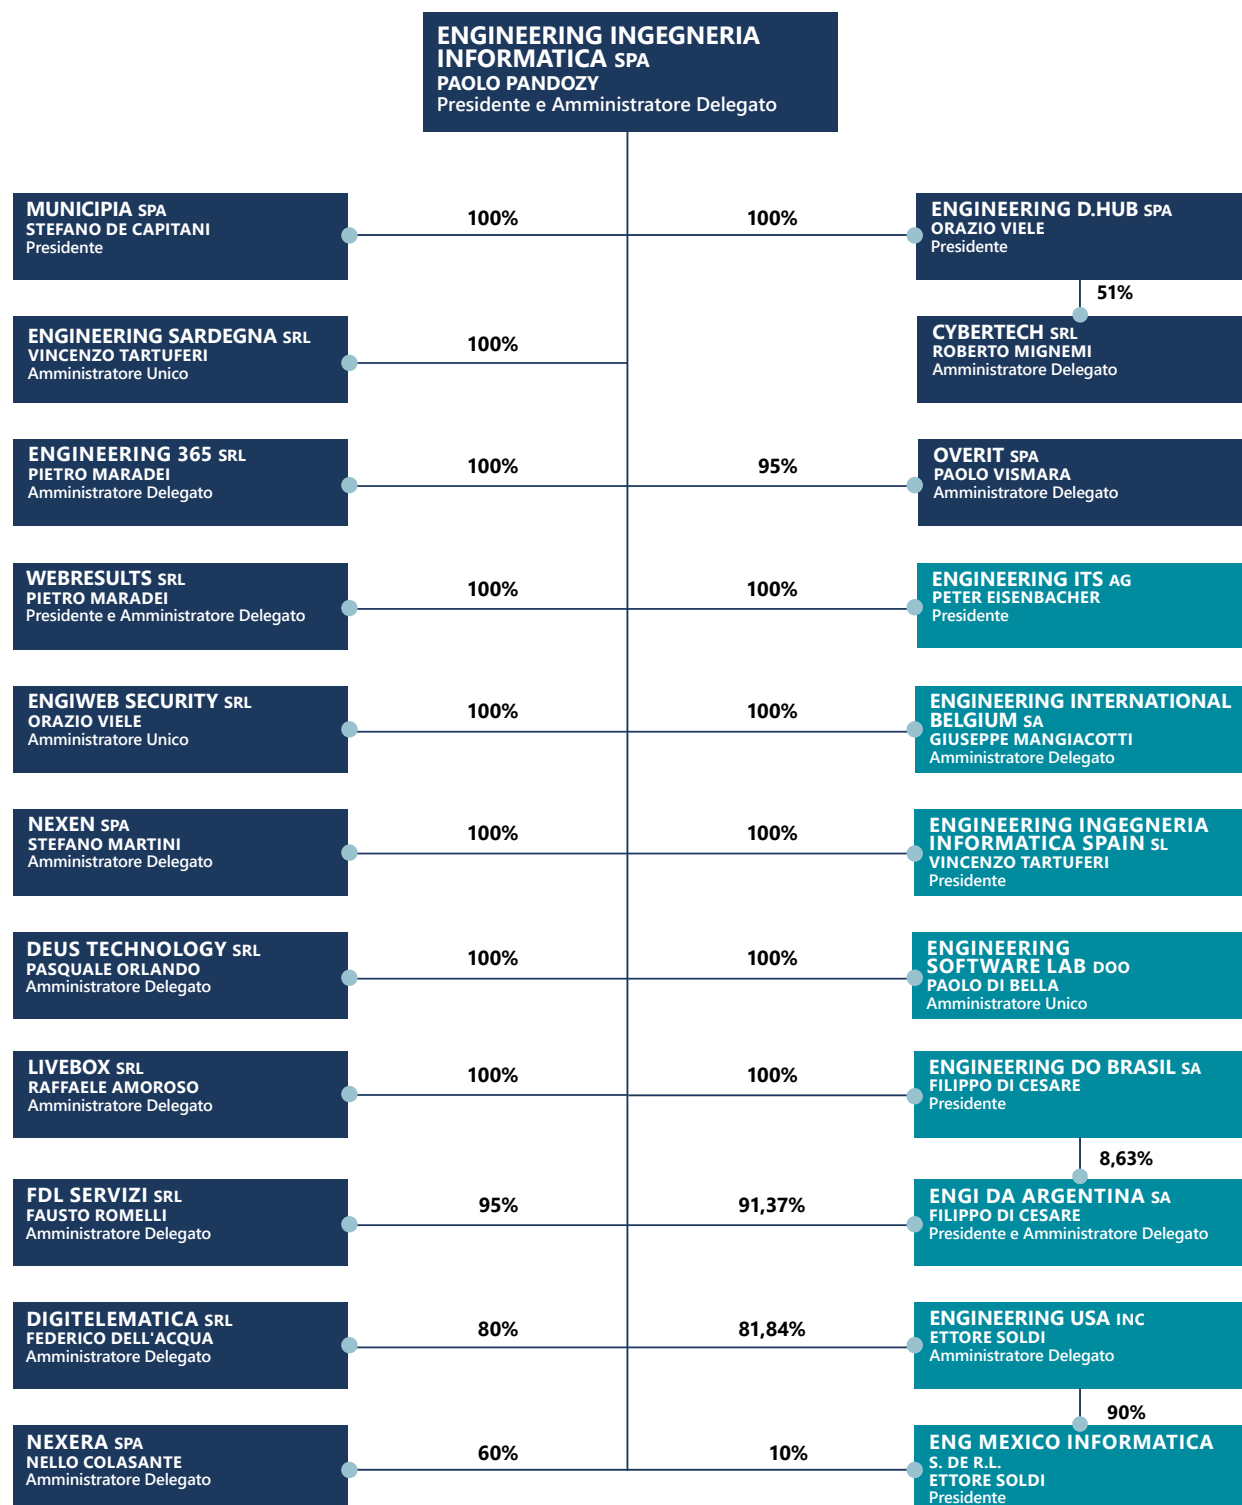 ENGINEERING INGEGNERIA
INFORMATICA SPA
PAOLO PANDOZY
Presidente e Amministratore Delegato
MUNICIPIA SPA
STEFANO DE CAPITANI
Presidente
100%
100%
ENGINEERING D.HUB SPA
ORAZIO VIELE
Presidente
51%
ENGINEERING SARDEGNA SRL
VINCENZO TARTUFERI
Amministratore Unico
100%
CYBERTECH SRL
ROBERTO MIGNEMI
Amministratore Delegato
ENGINEERING 365 SRL
PIETRO MARADEI
Amministratore Delegato
100%
95%
OVERIT SPA
PAOLO VISMARA
Amministratore Delegato
WEBRESULTS SRL
PIETRO MARADEI
Presidente e Amministratore Delegato
100%
100%
ENGINEERING ITS AG
PETER EISENBACHER
Presidente
ENGIWEB SECURITY SRL
ORAZIO VIELE
Amministratore Unico
100%
100%
ENGINEERING INTERNATIONAL
BELGIUM SA
GIUSEPPE MANGIACOTTI
Amministratore Delegato
NEXEN SPA
STEFANO MARTINI
Amministratore Delegato
100%
100%
ENGINEERING INGEGNERIA
INFORMATICA SPAIN SL
VINCENZO TARTUFERI
Presidente
DEUS TECHNOLOGY SRL
PASQUALE ORLANDO
Amministratore Delegato
100%
100%
ENGINEERING
SOFTWARE LAB DOO
PAOLO DI BELLA
Amministratore Unico
LIVEBOX SRL
RAFFAELE AMOROSO
Amministratore Delegato
100%
100%
ENGINEERING DO BRASIL SA
FILIPPO DI CESARE
Presidente
8,63%
FDL SERVIZI SRL
FAUSTO ROMELLI
Amministratore Delegato
95%
91,37%
ENGI DA ARGENTINA SA
FILIPPO DI CESARE
Presidente e Amministratore Delegato
DIGITELEMATICA SRL
FEDERICO DELL'ACQUA
Amministratore Delegato
80%
81,84%
ENGINEERING USA INC
ETTORE SOLDI
Amministratore Delegato
90%
NEXERA SPA
NELLO COLASANTE
Amministratore Delegato
60%
10%
ENG MEXICO INFORMATICA
S. DE R.L.
ETTORE SOLDI
Presidente